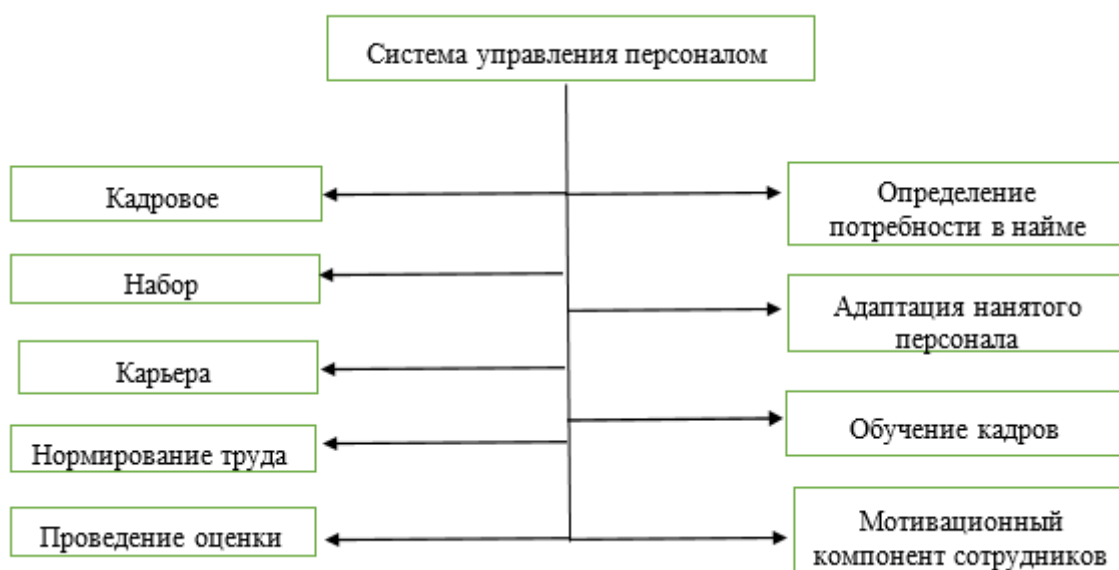 Система управления персоналом
Кадровое
Определение
потребности в найме
Набор
Адаптация нанятого
персонала
Карьера
Обучение кадров
Нормирование труда
Проведение оценки
Мотивационный
компонент сотрудников